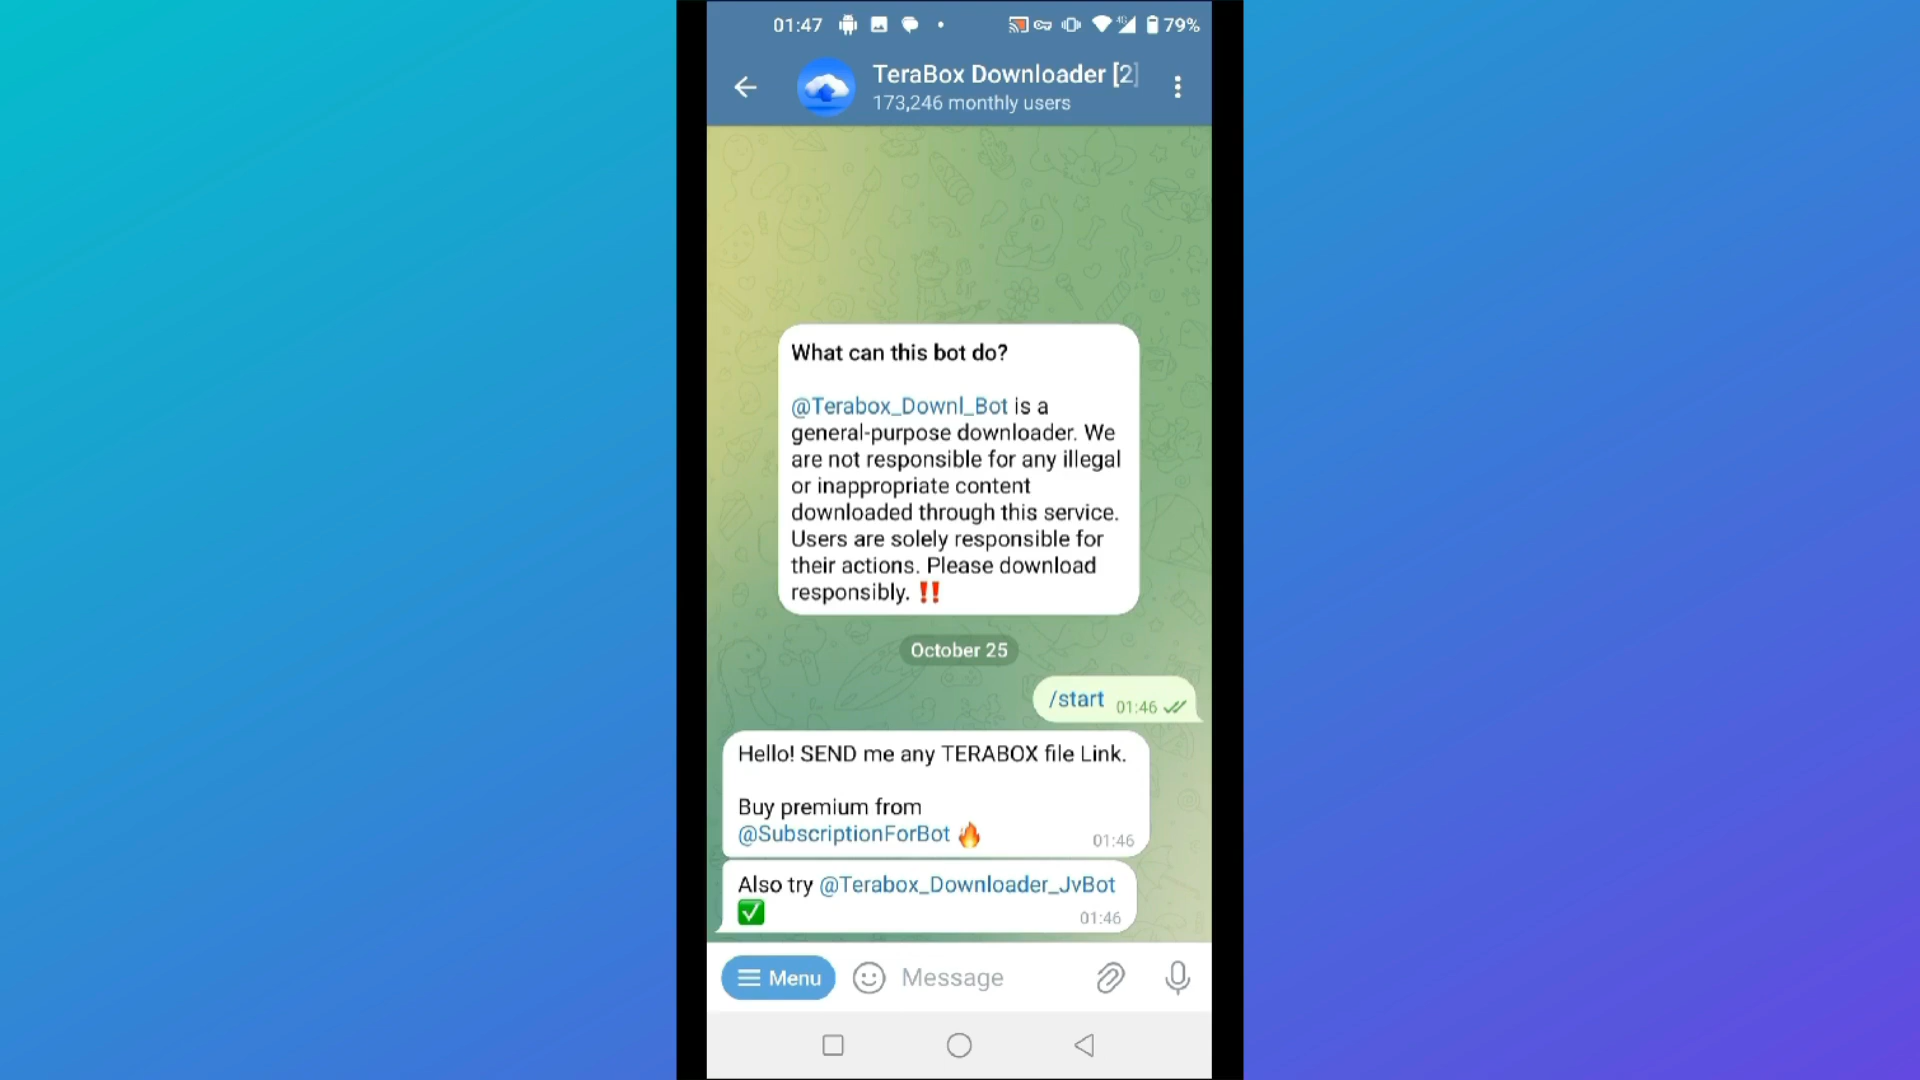 01:47
4G
79%
TeraBox Downloader [2]
173,246 monthly users
What can this bot do?
@Terabox_Downl_Bot is a
general-purpose downloader. We
are not responsible for any illegal
or inappropriate content
downloaded through this service.
Users are solely responsible for
their actions. Please download
responsibly. ‼️
October 25
/start 01:46
Hello! SEND me any TERABOX file Link.
Buy premium from
@SubscriptionForBot 🔥 01:46
Also try @Terabox_Downloader_JvBot
✅ 01:46
Menu
Message